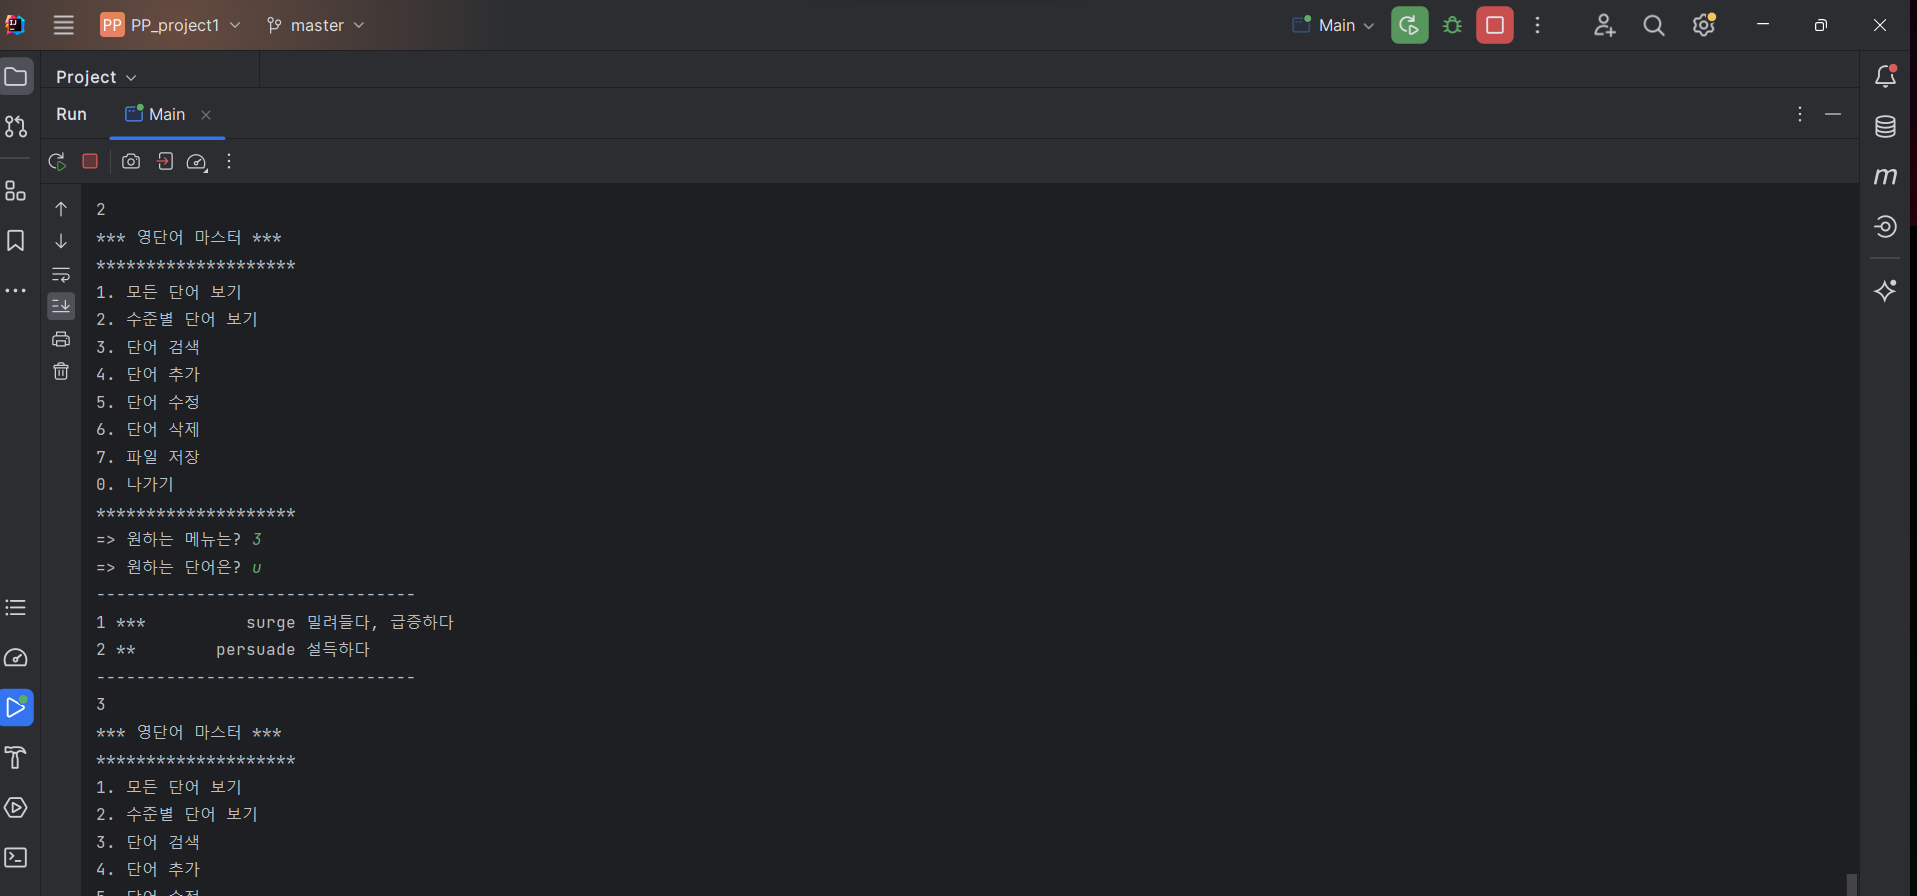 PP PP_project1 master Main
Project
Run Main
2
*** 영단어 마스터 ***
********************
1. 모든 단어 보기
2. 수준별 단어 보기
3. 단어 검색
4. 단어 추가
5. 단어 수정
6. 단어 삭제
7. 파일 저장
0. 나가기
********************
=> 원하는 메뉴는? 3
=> 원하는 단어은? u
--------------------------------
1 ***          surge 밀려들다, 급증하다
2 **        persuade 설득하다
--------------------------------
3
*** 영단어 마스터 ***
********************
1. 모든 단어 보기
2. 수준별 단어 보기
3. 단어 검색
4. 단어 추가
5. 단어 수정